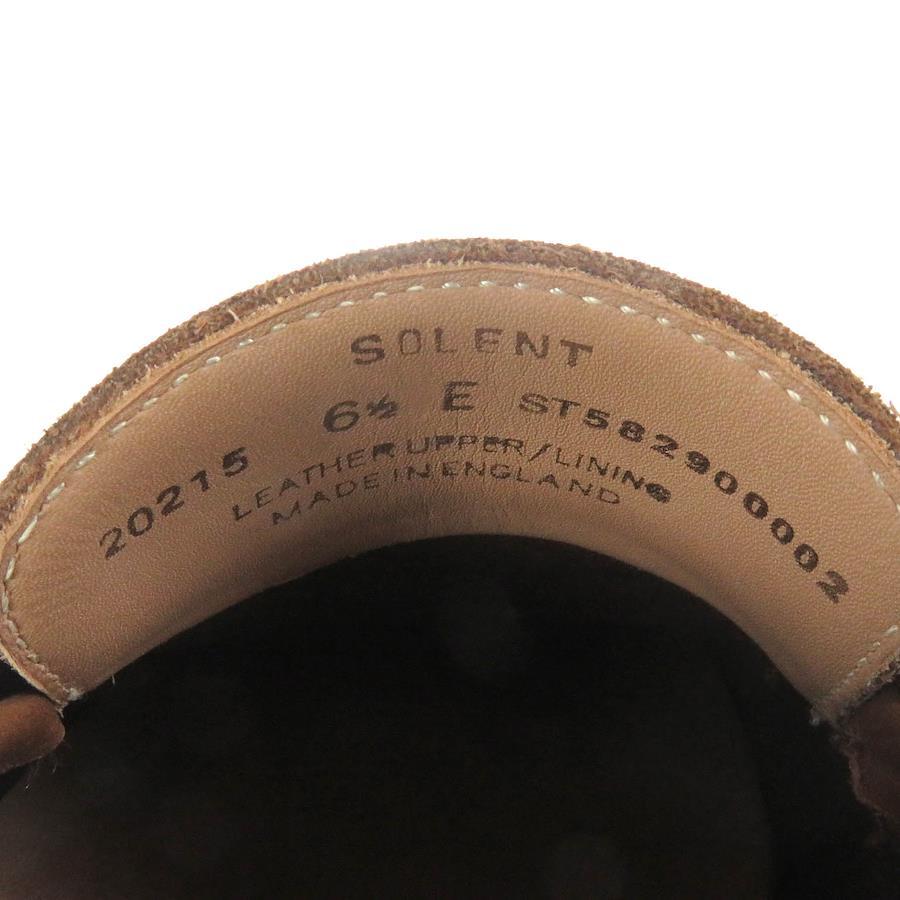 SOLENT
20215 6½ E ST582900002
LEATHER UPPER/LINING
MADE IN ENGLAND